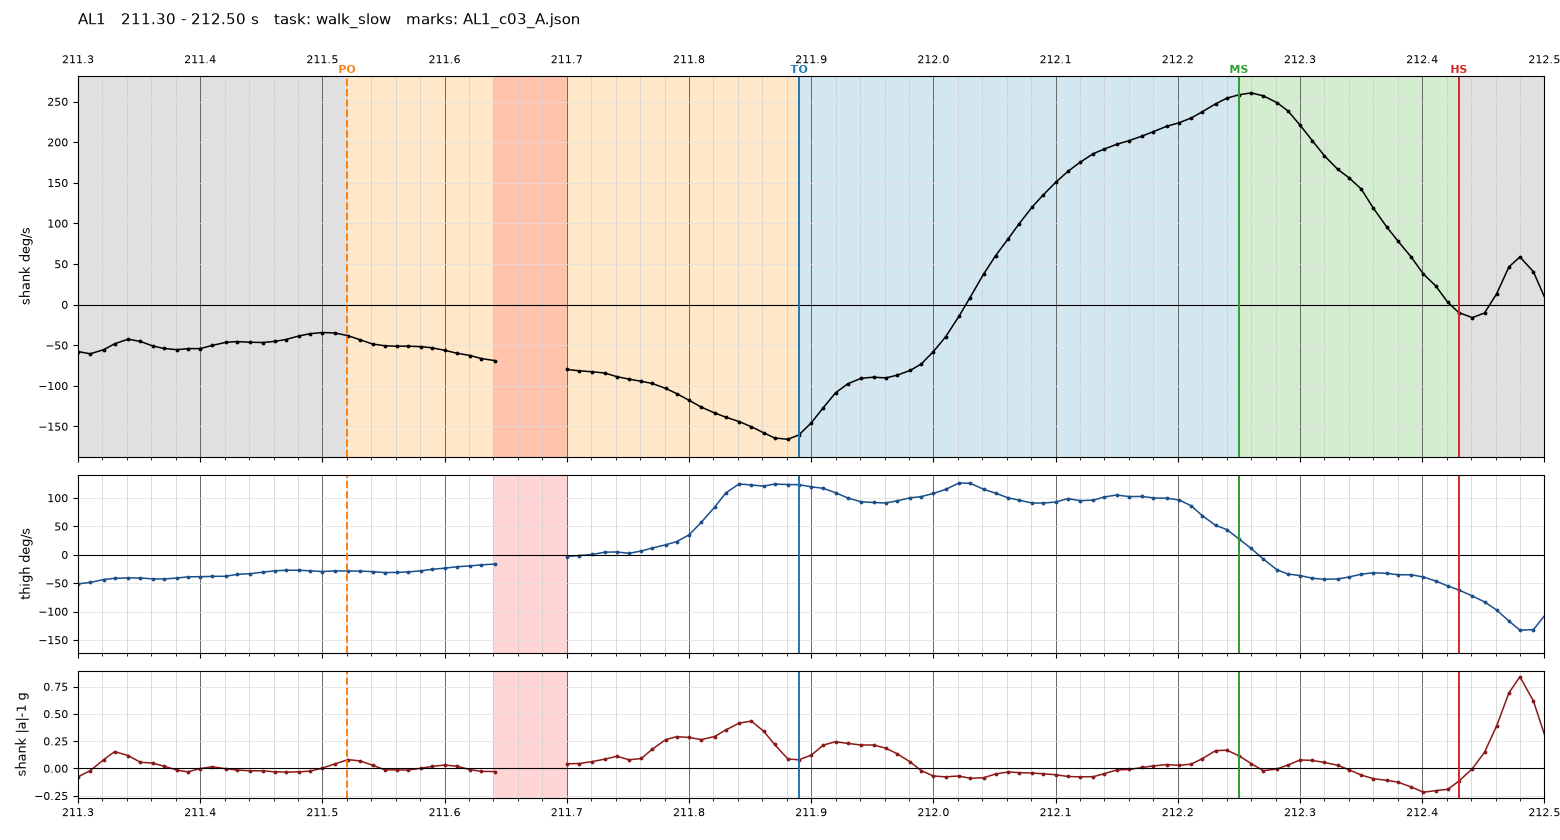 AL1   211.30 - 212.50 s   task: walk_slow   marks: AL1_c03_A.json
211.3 211.4 211.5 211.6 211.7 211.8 211.9 212.0 212.1 212.2 212.3 212.4 212.5
PO TO MS HS
250
200
150
100
50
0
−50
−100
−150
shank deg/s
100
50
0
−50
−100
−150
thigh deg/s
0.75
0.50
0.25
0.00
−0.25
shank |a|-1 g
211.3 211.4 211.5 211.6 211.7 211.8 211.9 212.0 212.1 212.2 212.3 212.4 212.5